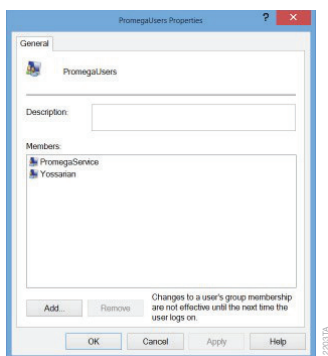 PromegaUsers Properties
?
×
General
PromegaUsers
Description:
Members:
PromegaService
Yossarian
Add...
Remove
Changes to a user's group membership
are not effective until the next time the
user logs on.
OK
Cancel
Apply
Help